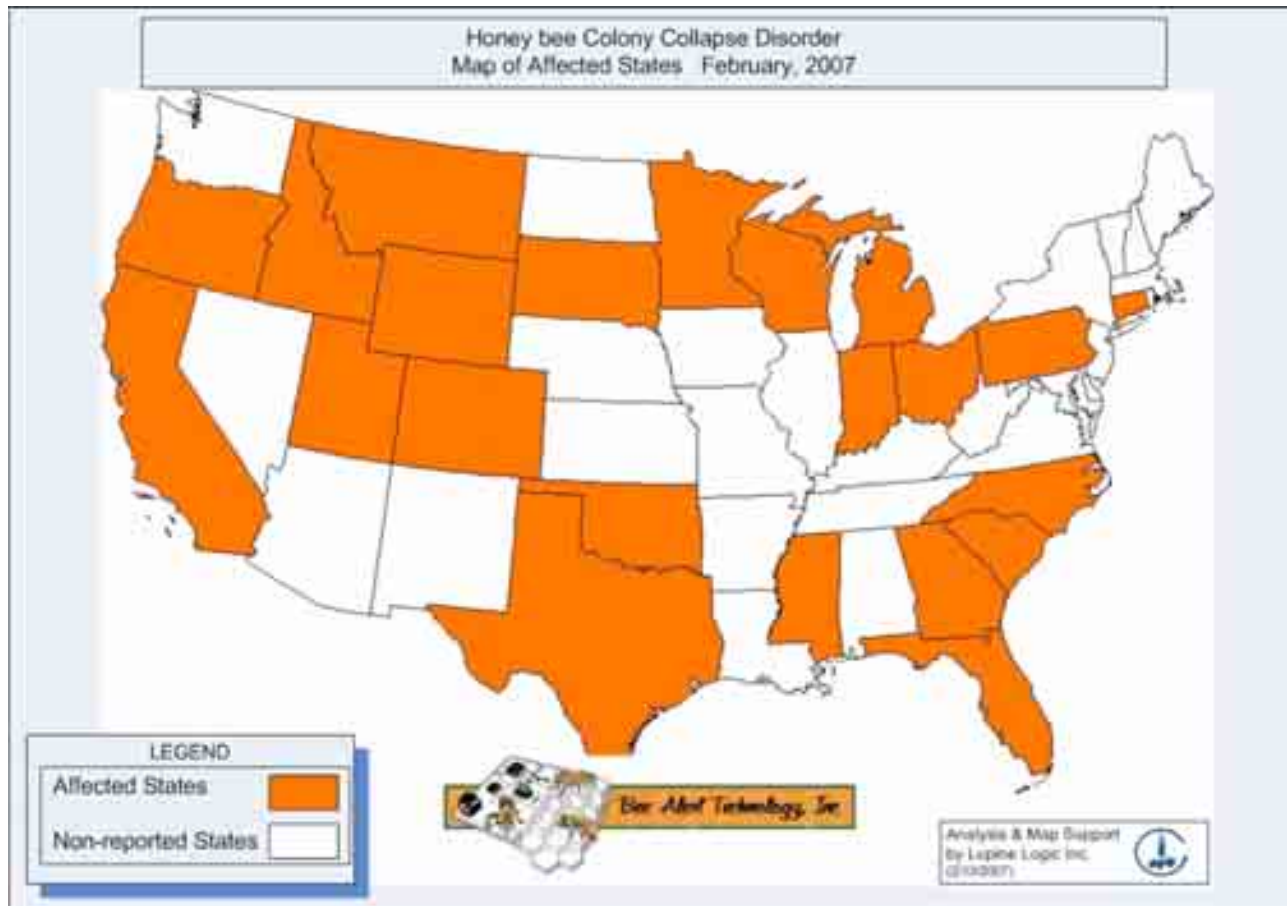 Honey bee Colony Collapse Disorder
Map of Affected States February, 2007
LEGEND
Affected States
Non-reported States
Bee Alert Technology, Inc
Analysis & Map Support
by Lupine Logic Inc.